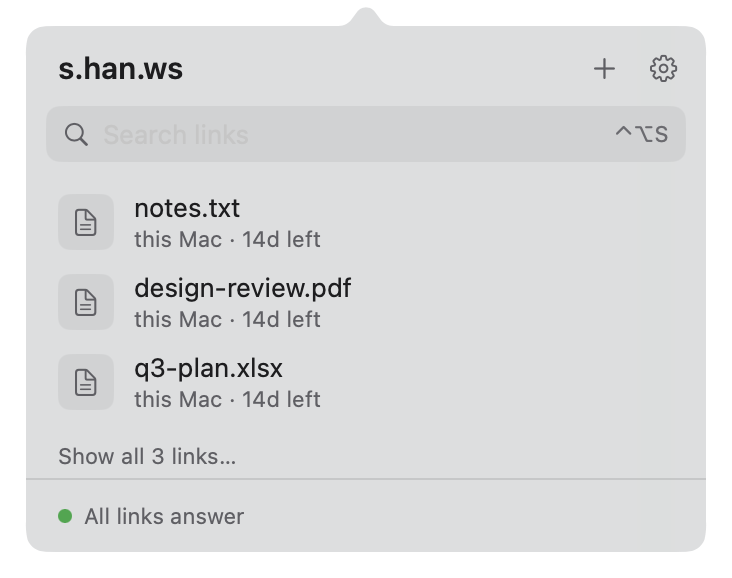 s.han.ws
Search links ^⌥S
notes.txt
this Mac · 14d left
design-review.pdf
this Mac · 14d left
q3-plan.xlsx
this Mac · 14d left
Show all 3 links…
All links answer